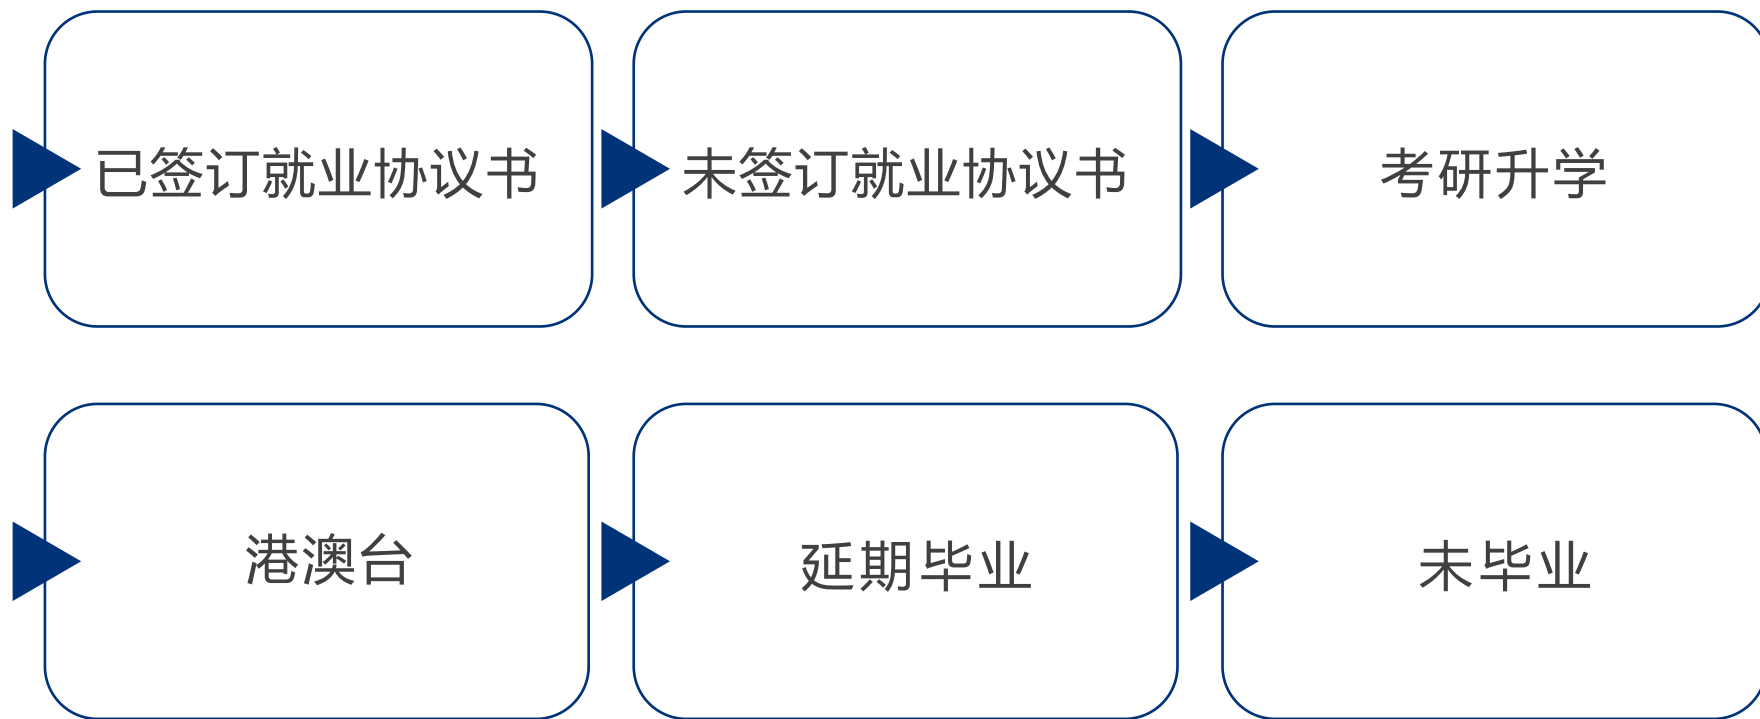 已签订就业协议书
未签订就业协议书
考研升学
港澳台
延期毕业
未毕业